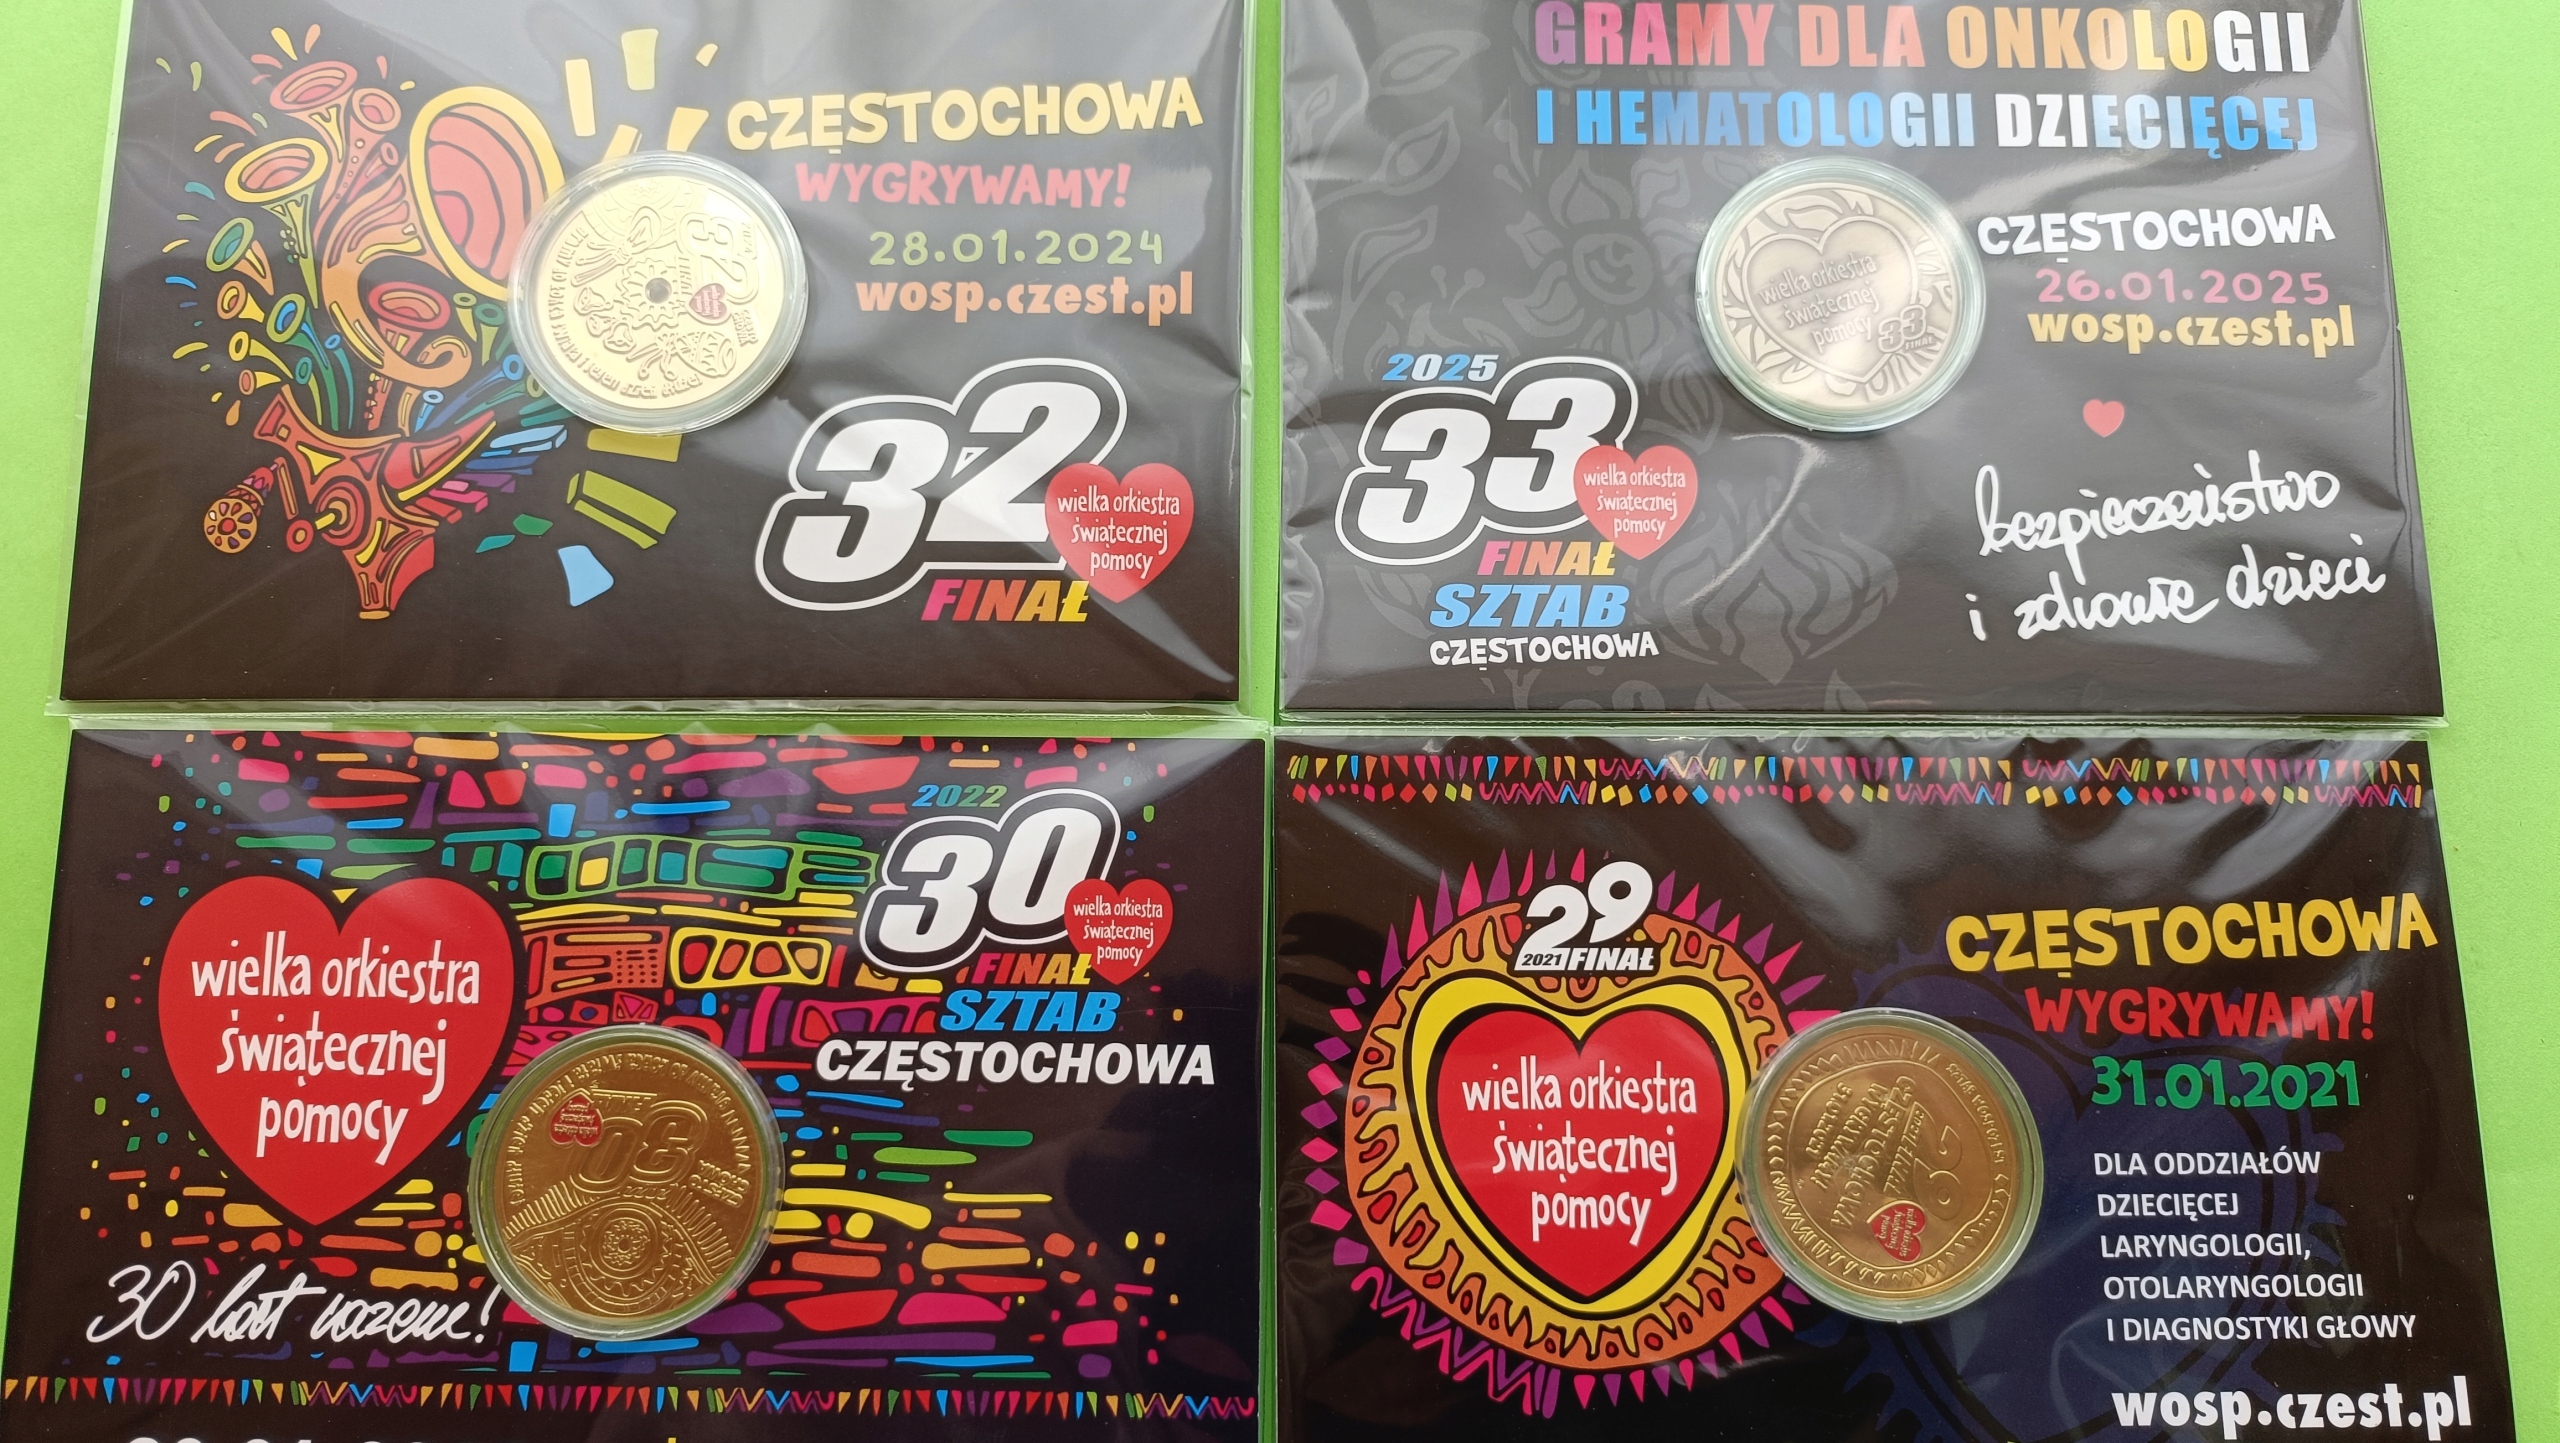 CZĘSTOCHOWA
WYGRYWAMY!
28.01.2024
wosp.czest.pl
32
FINAŁ
wielka orkiestra
świątecznej
pomocy
GRAMY DLA ONKOLOGII
I HEMATOLOGII DZIECIĘCEJ
wielka orkiestra
świątecznej
pomocy
33
FINAŁ
CZĘSTOCHOWA
26.01.2025
wosp.czest.pl
2025
33
wielka orkiestra
świątecznej
pomocy
FINAŁ
SZTAB
CZĘSTOCHOWA
bezpieczeństwo
i zdrowie dzieci
wielka orkiestra
świątecznej
pomocy
2022
30
wielka orkiestra
świątecznej
pomocy
FINAŁ
SZTAB
CZĘSTOCHOWA
30
2022
30 lat razem!
29
2021 FINAŁ
wielka orkiestra
świątecznej
pomocy
CZĘSTOCHOWA
WYGRYWAMY!
31.01.2021
DLA ODDZIAŁÓW
DZIECIĘCEJ
LARYNGOLOGII,
OTOLARYNGOLOGII
I DIAGNOSTYKI GŁOWY
wosp.czest.pl